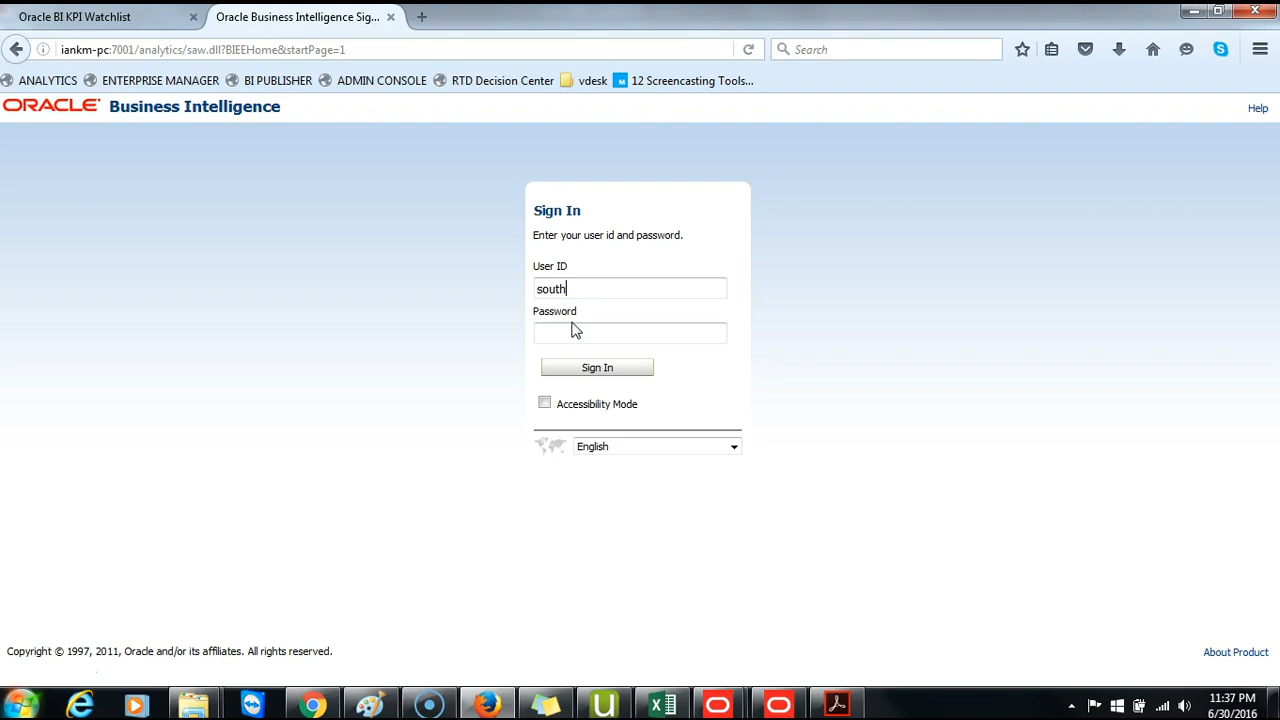 Oracle BI KPI Watchlist
Oracle Business Intelligence Sig...
iankm-pc:7001/analytics/saw.dll?BIEEHome&startPage=1
Search
ANALYTICS
ENTERPRISE MANAGER
BI PUBLISHER
ADMIN CONSOLE
RTD Decision Center
vdesk
12 Screencasting Tools...
ORACLE Business Intelligence
Help
Sign In
Enter your user id and password.
User ID
south
Password
Sign In
Accessibility Mode
English
Copyright © 1997, 2011, Oracle and/or its affiliates. All rights reserved.
About Product
11:37 PM
6/30/2016